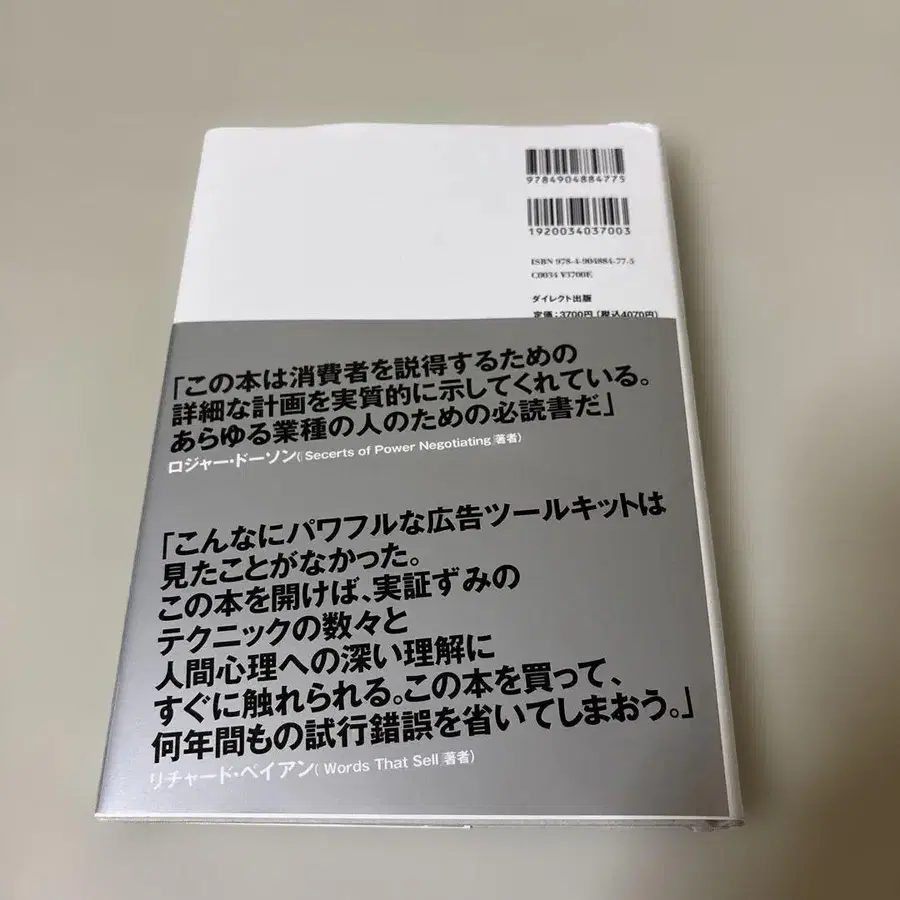 9784904884775
1920034037003
ISBN 978-4-904884-77-5
C0034 ¥3700E
ダイレクト出版
定価:3700円(税込4070円)
「この本は消費者を説得するための
詳細な計画を実質的に示してくれている。
あらゆる業種の人のための必読書だ」
ロジャー・ドーソン(Secerts of Power Negotiating 著者)
「こんなにパワフルな広告ツールキットは
見たことがなかった。
この本を開けば、実証ずみの
テクニックの数々と
人間心理への深い理解に
すぐに触れられる。この本を買って、
何年間もの試行錯誤を省いてしまおう。」
リチャード・ベイアン(Words That Sell 著者)